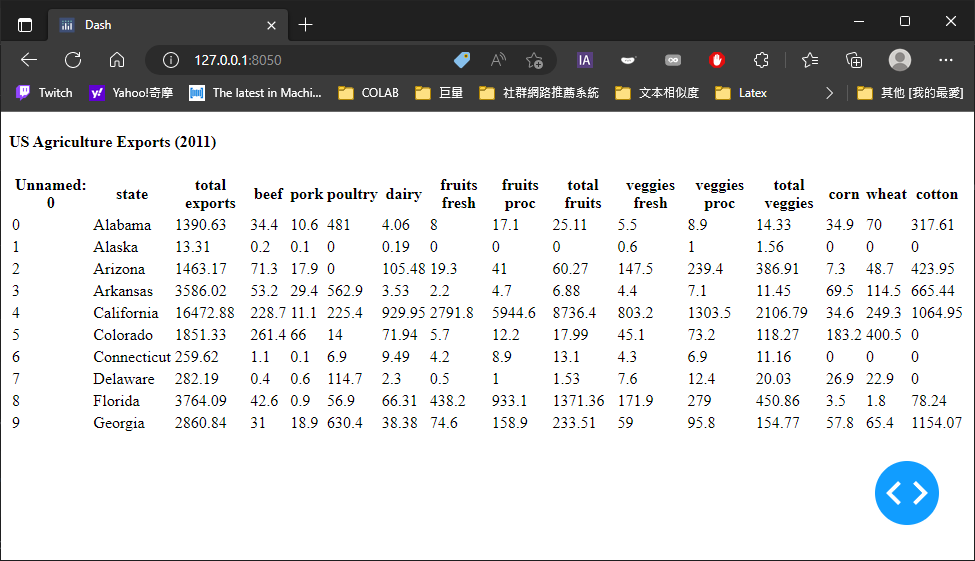 Dash
127.0.0.1:8050
IA
Twitch Yahoo!奇摩 The latest in Machi... COLAB 巨量 社群網路推薦系統 文本相似度 Latex 其他 [我的最愛]
US Agriculture Exports (2011)
Unnamed: 0 state total exports beef pork poultry dairy fruits fresh fruits proc total fruits veggies fresh veggies proc total veggies corn wheat cotton
0 Alabama 1390.63 34.4 10.6 481 4.06 8 17.1 25.11 5.5 8.9 14.33 34.9 70 317.61
1 Alaska 13.31 0.2 0.1 0 0.19 0 0 0 0.6 1 1.56 0 0 0
2 Arizona 1463.17 71.3 17.9 0 105.48 19.3 41 60.27 147.5 239.4 386.91 7.3 48.7 423.95
3 Arkansas 3586.02 53.2 29.4 562.9 3.53 2.2 4.7 6.88 4.4 7.1 11.45 69.5 114.5 665.44
4 California 16472.88 228.7 11.1 225.4 929.95 2791.8 5944.6 8736.4 803.2 1303.5 2106.79 34.6 249.3 1064.95
5 Colorado 1851.33 261.4 66 14 71.94 5.7 12.2 17.99 45.1 73.2 118.27 183.2 400.5 0
6 Connecticut 259.62 1.1 0.1 6.9 9.49 4.2 8.9 13.1 4.3 6.9 11.16 0 0 0
7 Delaware 282.19 0.4 0.6 114.7 2.3 0.5 1 1.53 7.6 12.4 20.03 26.9 22.9 0
8 Florida 3764.09 42.6 0.9 56.9 66.31 438.2 933.1 1371.36 171.9 279 450.86 3.5 1.8 78.24
9 Georgia 2860.84 31 18.9 630.4 38.38 74.6 158.9 233.51 59 95.8 154.77 57.8 65.4 1154.07